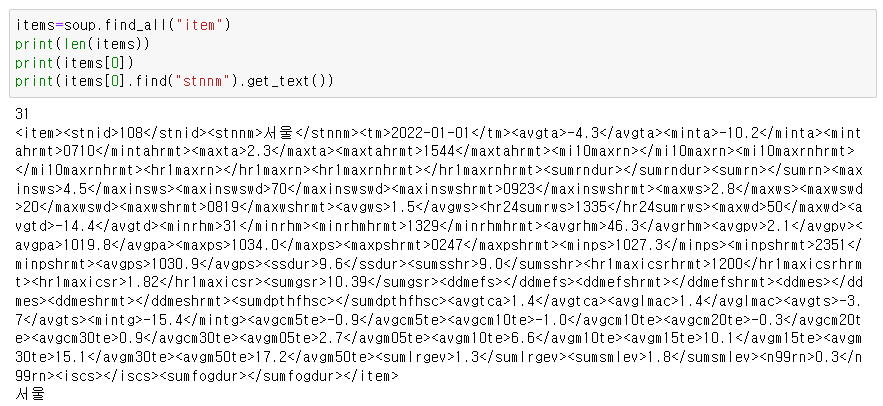 items=soup.find_all("item")
print(len(items))
print(items[0])
print(items[0].find("stnnm").get_text())
31
<item><stnid>108</stnid><stnnm>서울</stnnm><tm>2022-01-01</tm><avgta>-4.3</avgta><minta>-10.2</minta><mint
ahrmt>0710</mintahrmt><maxta>2.3</maxta><maxtahrmt>1544</maxtahrmt><mi10maxrn></mi10maxrn><mi10maxrnhrmt>
</mi10maxrnhrmt><hr1maxrn></hr1maxrn><hr1maxrnhrmt></hr1maxrnhrmt><sumrndur></sumrndur><sumrn></sumrn><max
insws>4.5</maxinsws><maxinswswd>70</maxinswswd><maxinswshrmt>0923</maxinswshrmt><maxws>2.8</maxws><maxwswd
>20</maxwswd><maxwshrmt>0819</maxwshrmt><avgws>1.5</avgws><hr24sumrws>1335</hr24sumrws><maxwd>50</maxwd><a
vgtd>-14.4</avgtd><minrhm>31</minrhm><minrhmhrmt>1329</minrhmhrmt><avgrhm>46.3</avgrhm><avgpv>2.1</avgpv><
avgpa>1019.8</avgpa><maxps>1034.0</maxps><maxpshrmt>0247</maxpshrmt><minps>1027.3</minps><minpshrmt>2351</
minpshrmt><avgps>1030.9</avgps><ssdur>9.6</ssdur><sumsshr>9.0</sumsshr><hr1maxicsrhrmt>1200</hr1maxicsrhrm
t><hr1maxicsr>1.82</hr1maxicsr><sumgsr>10.39</sumgsr><ddmefs></ddmefs><ddmefshrmt></ddmefshrmt><ddmes></dd
mes><ddmeshrmt></ddmeshrmt><sumdpthfhsc></sumdpthfhsc><avgtca>1.4</avgtca><avglmac>1.4</avglmac><avgts>-3.
7</avgts><mintg>-15.4</mintg><avgcm5te>-0.9</avgcm5te><avgcm10te>-1.0</avgcm10te><avgcm20te>-0.3</avgcm20t
e><avgcm30te>0.9</avgcm30te><avgm05te>2.7</avgm05te><avgm10te>6.6</avgm10te><avgm15te>10.1</avgm15te><avgm
30te>15.1</avgm30te><avgm50te>17.2</avgm50te><sumlrgev>1.3</sumlrgev><sumsmlev>1.8</sumsmlev><n99rn>0.3</n
99rn><iscs></iscs><sumfogdur></sumfogdur></item>
서울